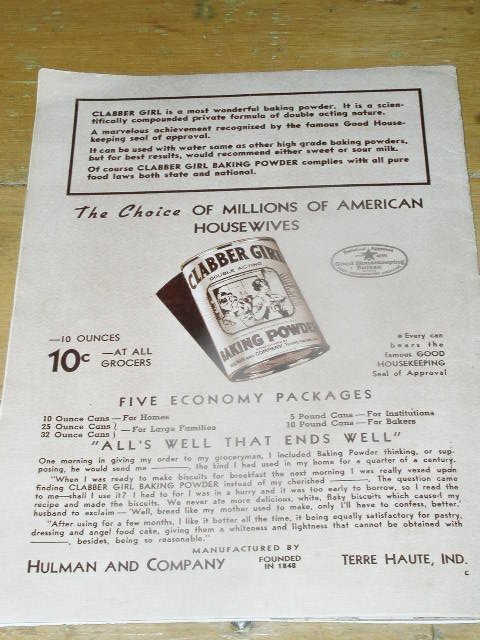 CLABBER GIRL is a most wonderful baking powder. It is a scien-
tifically compounded private formula of double acting nature.
A marvelous achievement recognized by the famous Good House-
keeping seal of approval.
It can be used with water same as other high grade baking powders,
but for best results, would recommend either sweet or sour milk.
Of course CLABBER GIRL BAKING POWDER complies with all pure
food laws both state and national.
The Choice OF MILLIONS OF AMERICAN
HOUSEWIVES
CLABBER GIRL
DOUBLE ACTING
BAKING POWDER
Good Housekeeping
Bureau
—10 OUNCES
10c —AT ALL
GROCERS
Every can
bears the
famous GOOD
HOUSEKEEPING
Seal of Approval
FIVE ECONOMY PACKAGES
10 Ounce Cans—For Homes
25 Ounce Cans
32 Ounce Cans
—For Large Families
5 Pound Cans—For Institutions
10 Pound Cans—For Bakers
"ALL'S WELL THAT ENDS WELL"
One morning in giving my order to my groceryman, I included Baking Powder thinking, or sup-
posing, he would send me ———, the kind I had used in my home for a quarter of a century.
"When I was ready to make biscuits for breakfast the next morning I was really vexed upon
finding CLABBER GIRL BAKING POWDER instead of my cherished ———. The question came
to me—shall I use it? I had to for I was in a hurry and it was too early to borrow, so I read the
recipe and made the biscuits. We never ate more delicious, white, flaky biscuits which caused my
husband to exclaim — 'Well, bread like my mother used to make, only I'll have to confess, better.'
"After using for a few months, I like it better all the time, it being equally satisfactory for pastry,
dressing and angel food cake, giving them a whiteness and lightness that cannot be obtained with
———, besides, being so reasonable."
MANUFACTURED BY
HULMAN AND COMPANY
FOUNDED
IN 1848
TERRE HAUTE, IND.
C